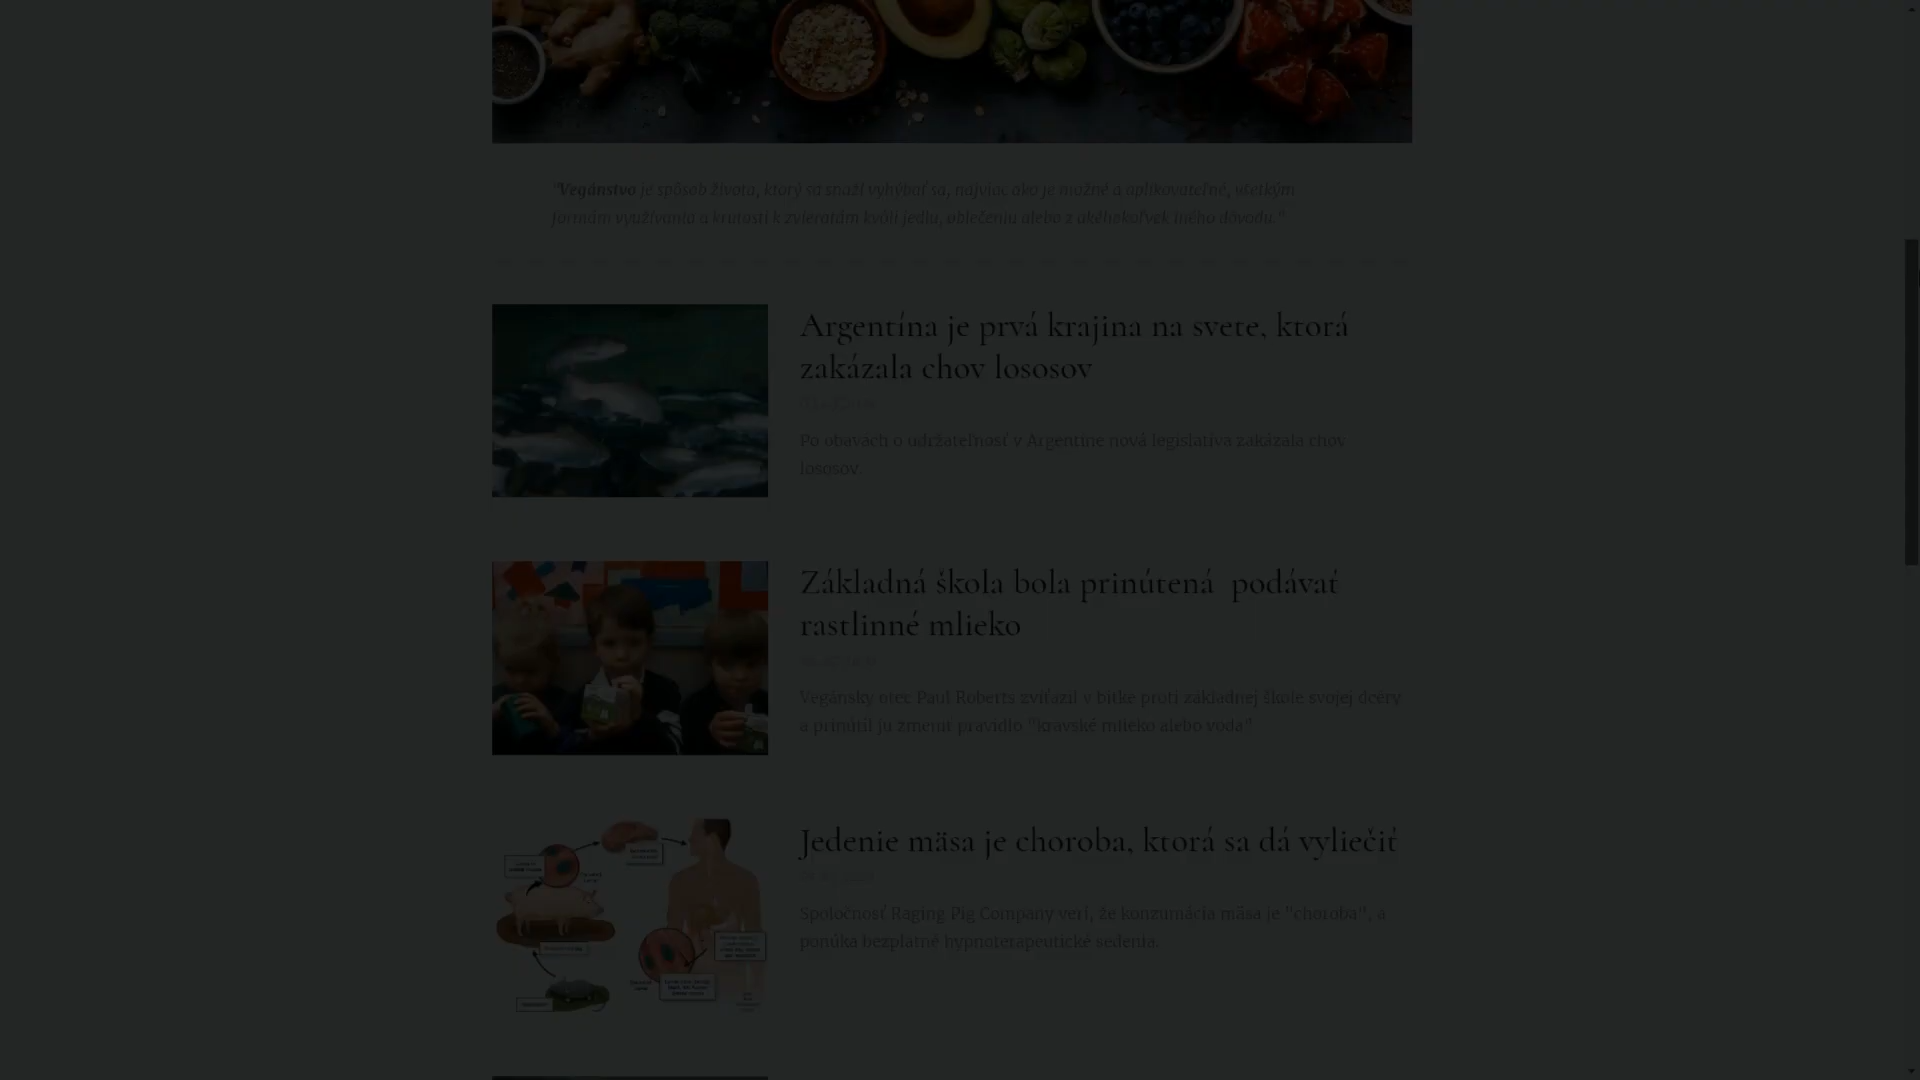 "Vegánstvo je spôsob života, ktorý sa snaží vyhýbať sa, najviac ako je možné a aplikovateľné, všetkým
formám využívania a krutosti k zvieratám kvôli jedlu, oblečeniu alebo z akéhokoľvek iného dôvodu."
Argentína je prvá krajina na svete, ktorá
zakázala chov lososov
Po obavách o udržateľnosť v Argentíne nová legislatíva zakázala chov
lososov.
Základná škola bola prinútená podávať
rastlinné mlieko
Vegánsky otec Paul Roberts zvíťazil v bitke proti základnej škole svojej dcéry
a prinútil ju zmeniť pravidlo "kravské mlieko alebo voda"
Jedenie mäsa je choroba, ktorá sa dá vyliečiť
Spoločnosť Raging Pig Company verí, že konzumácia mäsa je "choroba", a
ponúka bezplatné hypnoterapeutické sedenia.